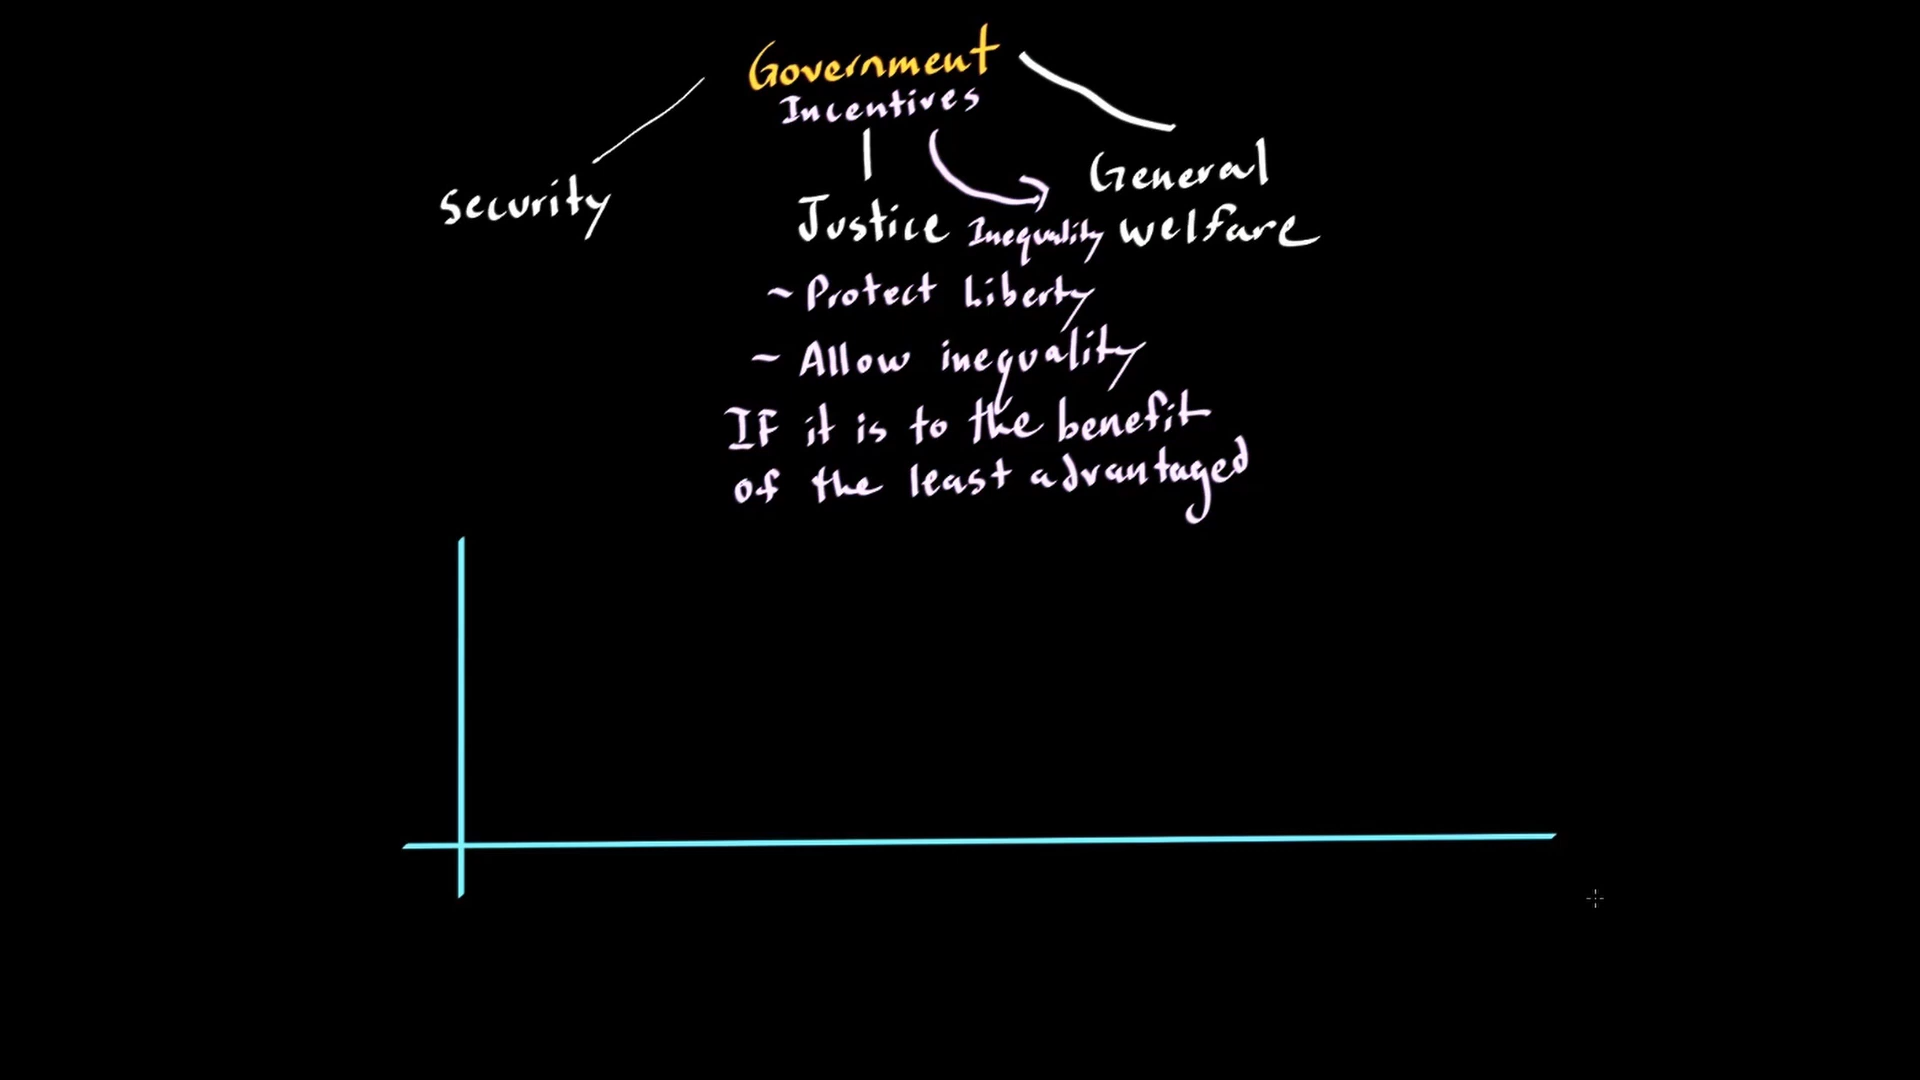 Government
Incentives
Security
General
Justice Inequality welfare
~ Protect Liberty
~ Allow inequality
IF it is to the benefit
of the least advantaged